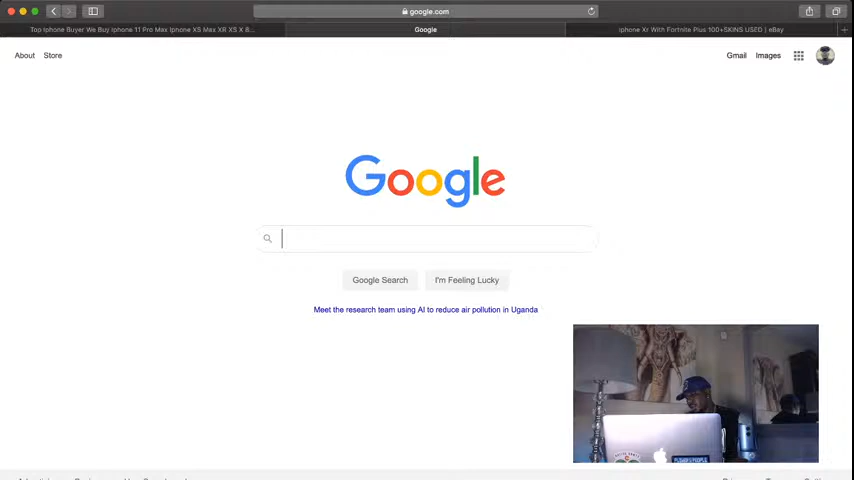 google.com
Top Iphone Buyer We Buy Iphone 11 Pro Max Iphone XS Max XR XS X 8...
Google
Iphone Xr With Fortnite Plus 100+SKINS USED | eBay
About Store
Gmail Images
Google
Google Search I'm Feeling Lucky
Meet the research team using AI to reduce air pollution in Uganda